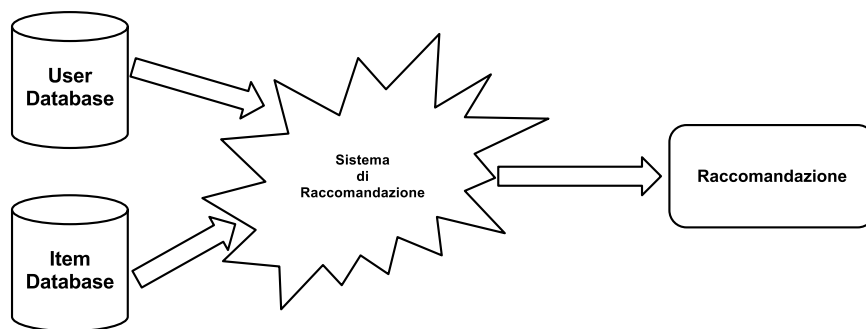 User
Database
Item
Database
Sistema
di
Raccomandazione
Raccomandazione